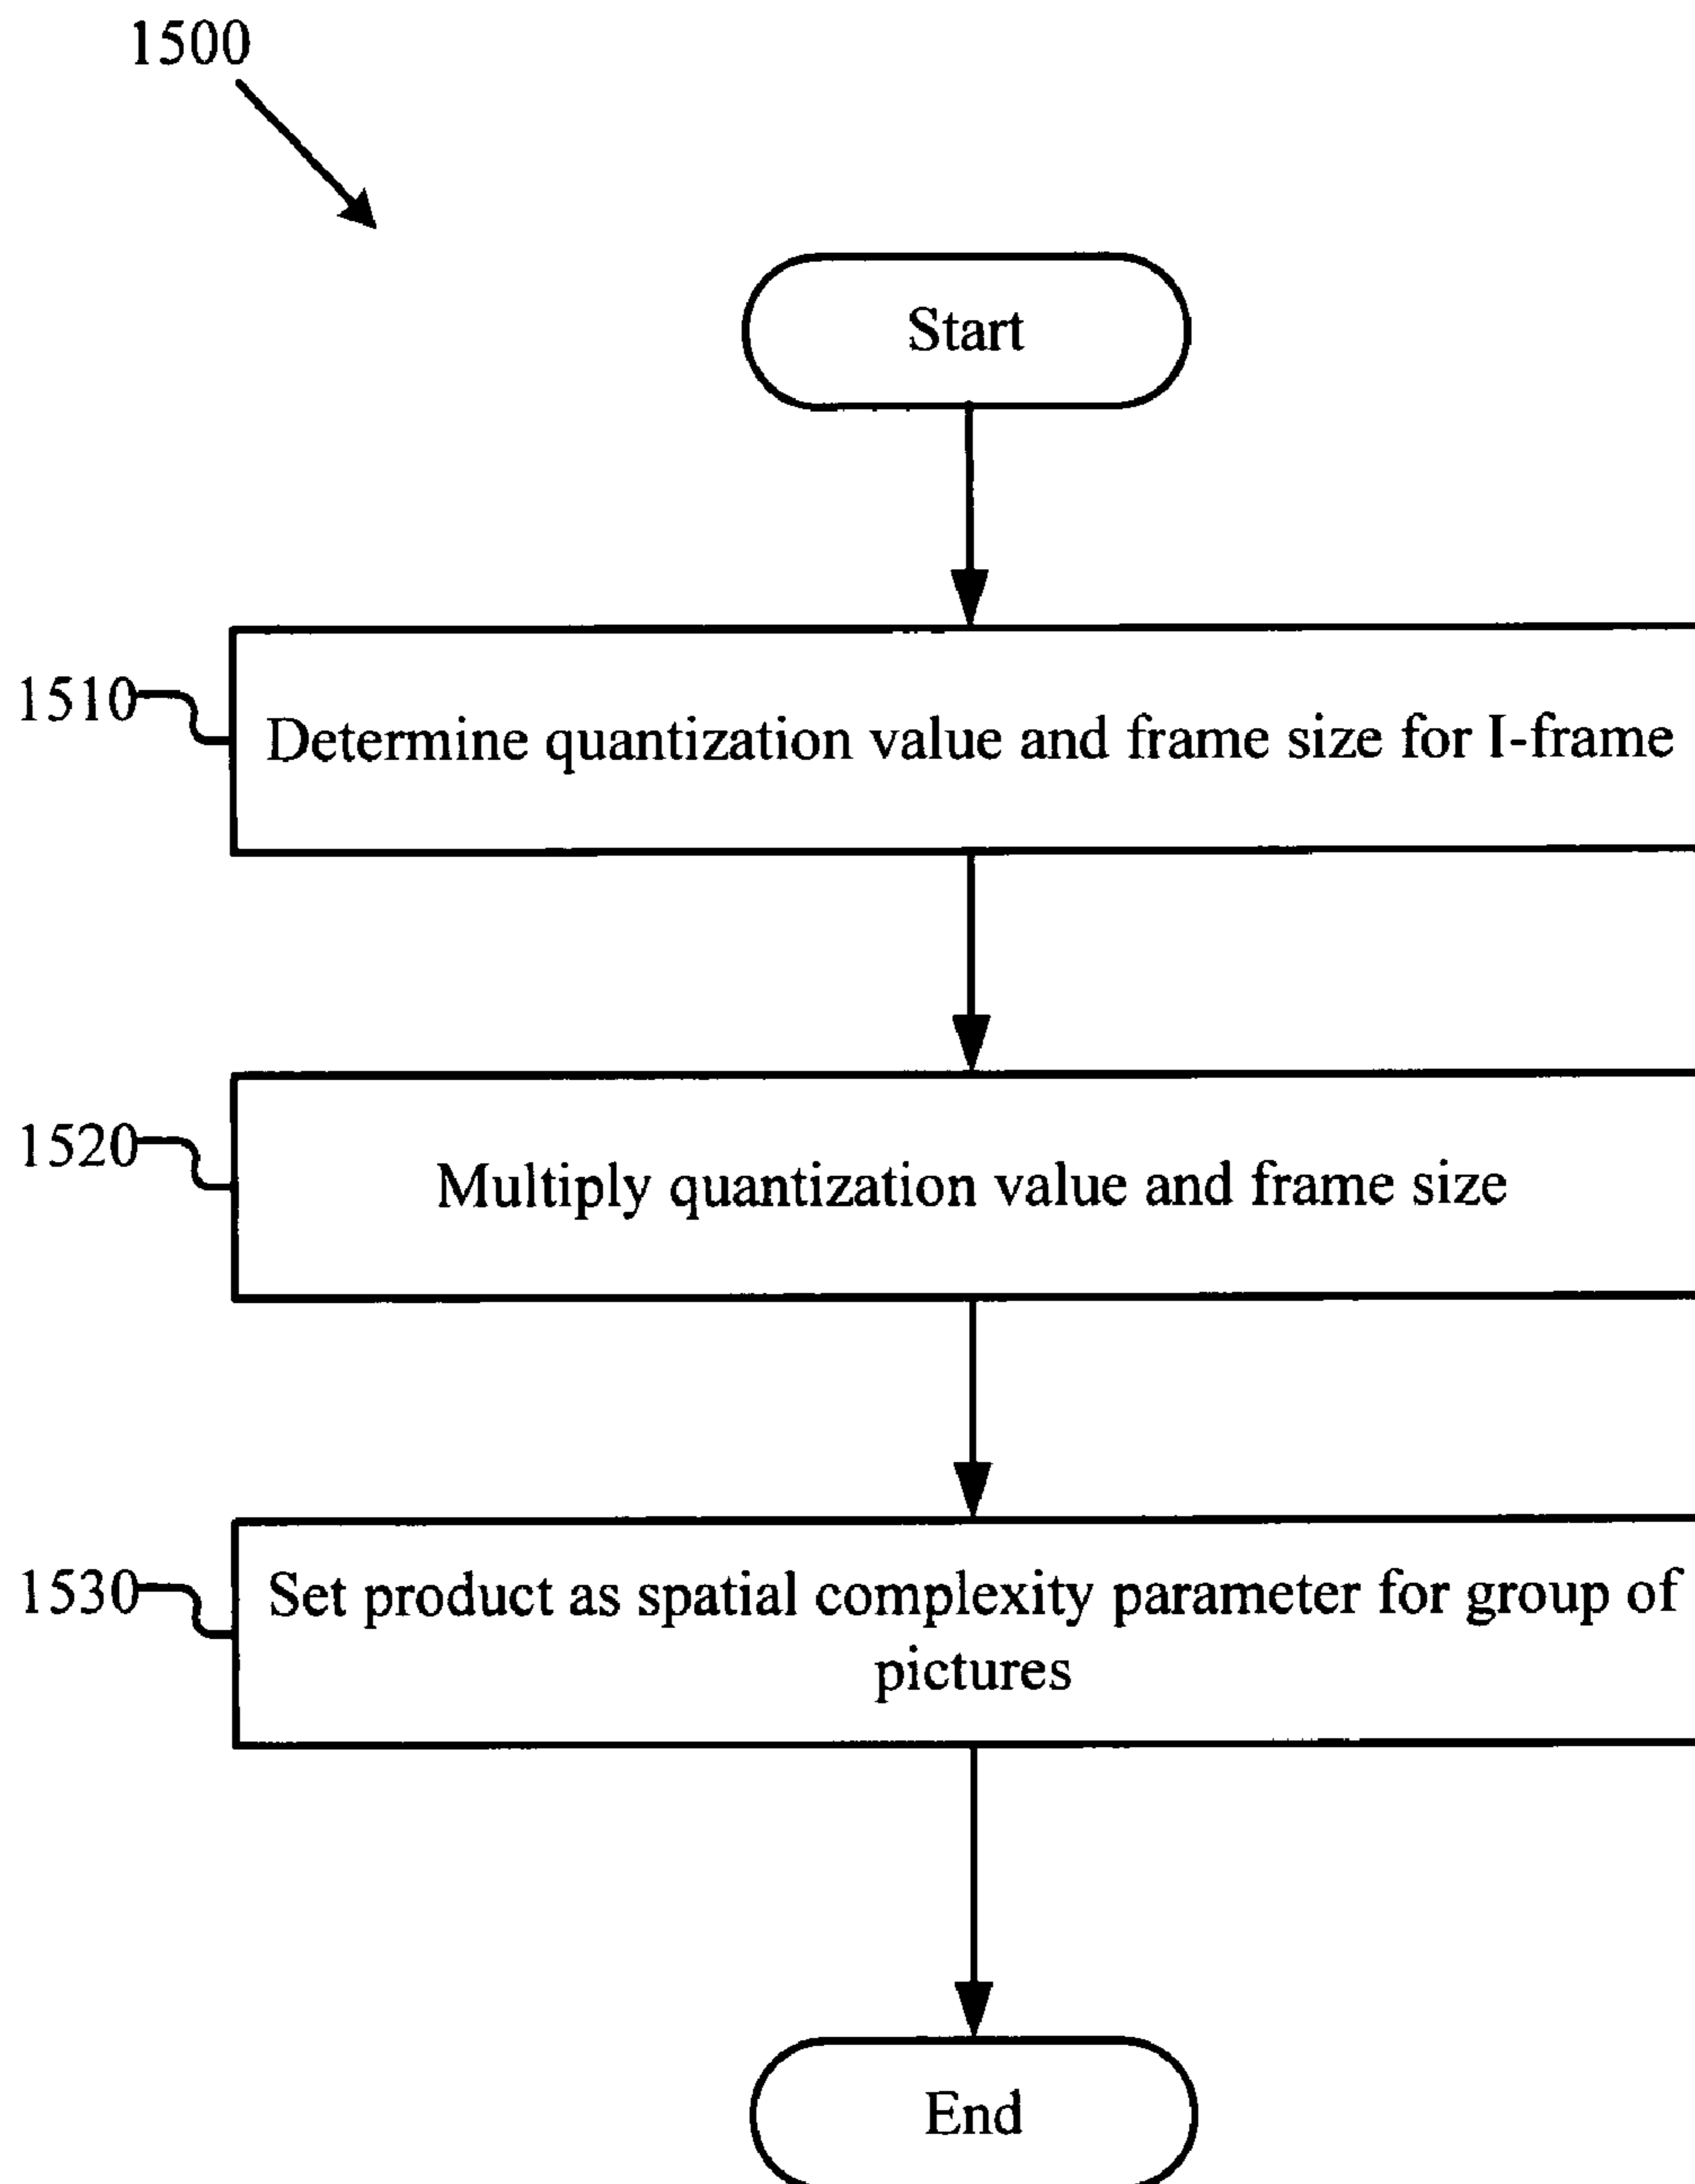 1500
Start
1510
Determine quantization value and frame size for I-frame
1520
Multiply quantization value and frame size
1530
Set product as spatial complexity parameter for group of
pictures
End